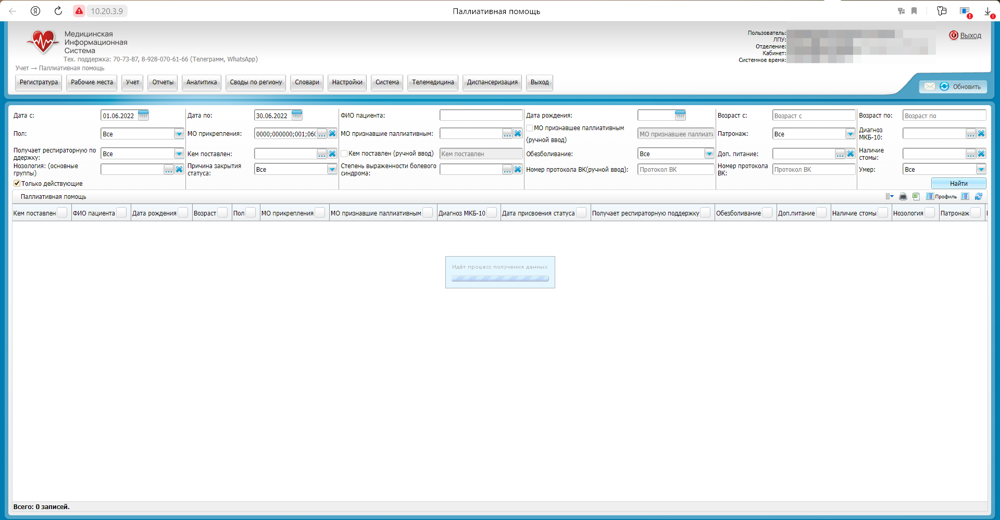 10.20.3.9
Паллиативная помощь
Медицинская
Информационная
Система
Тех. поддержка: 70-73-87, 8-928-070-61-66 (Телеграмм, WhatsApp)
Учет → Паллиативная помощь
Пользователь:
ЛПУ:
Отделение:
Кабинет:
Системное время:
Выход
Регистратура Рабочие места Учет Отчеты Аналитика Своды по региону Словари Настройки Система Телемедицина Диспансеризация Выход
Обновить
Дата с: 01.06.2022 Дата по: 30.06.2022 ФИО пациента: Дата рождения: Возраст с: Возраст с Возраст по: Возраст по
Пол: Все МО прикрепления: 0000;000000;001;060 ... МО признавшие паллиативным: ... МО признавшее паллиативным (ручной ввод) МО признавшее паллиати Патронаж: Все Диагноз МКБ-10: ...
Получает респираторную по ддержку: Все Кем поставлен: ... Кем поставлен (ручной ввод) Кем поставлен Обезболивание: Все Доп. питание: ... Наличие стомы: ...
Нозология: (основные группы) ... Причина закрытия статуса: Все Степень выраженности болевого синдрома: ... Номер протокола ВК(ручной ввод): Протокол ВК Номер протокола ВК: Протокол ВК Умер: Все
Только действующие
Найти
Паллиативная помощь
Профиль
Кем поставлен ФИО пациента Дата рождения Возраст Пол МО прикрепления МО признавшие паллиативным Диагноз МКБ-10 Дата присвоения статуса Получает респираторную поддержку Обезболивание Доп.питание Наличие стомы Нозология Патронаж
Идёт процесс получения данных
Всего: 0 записей.